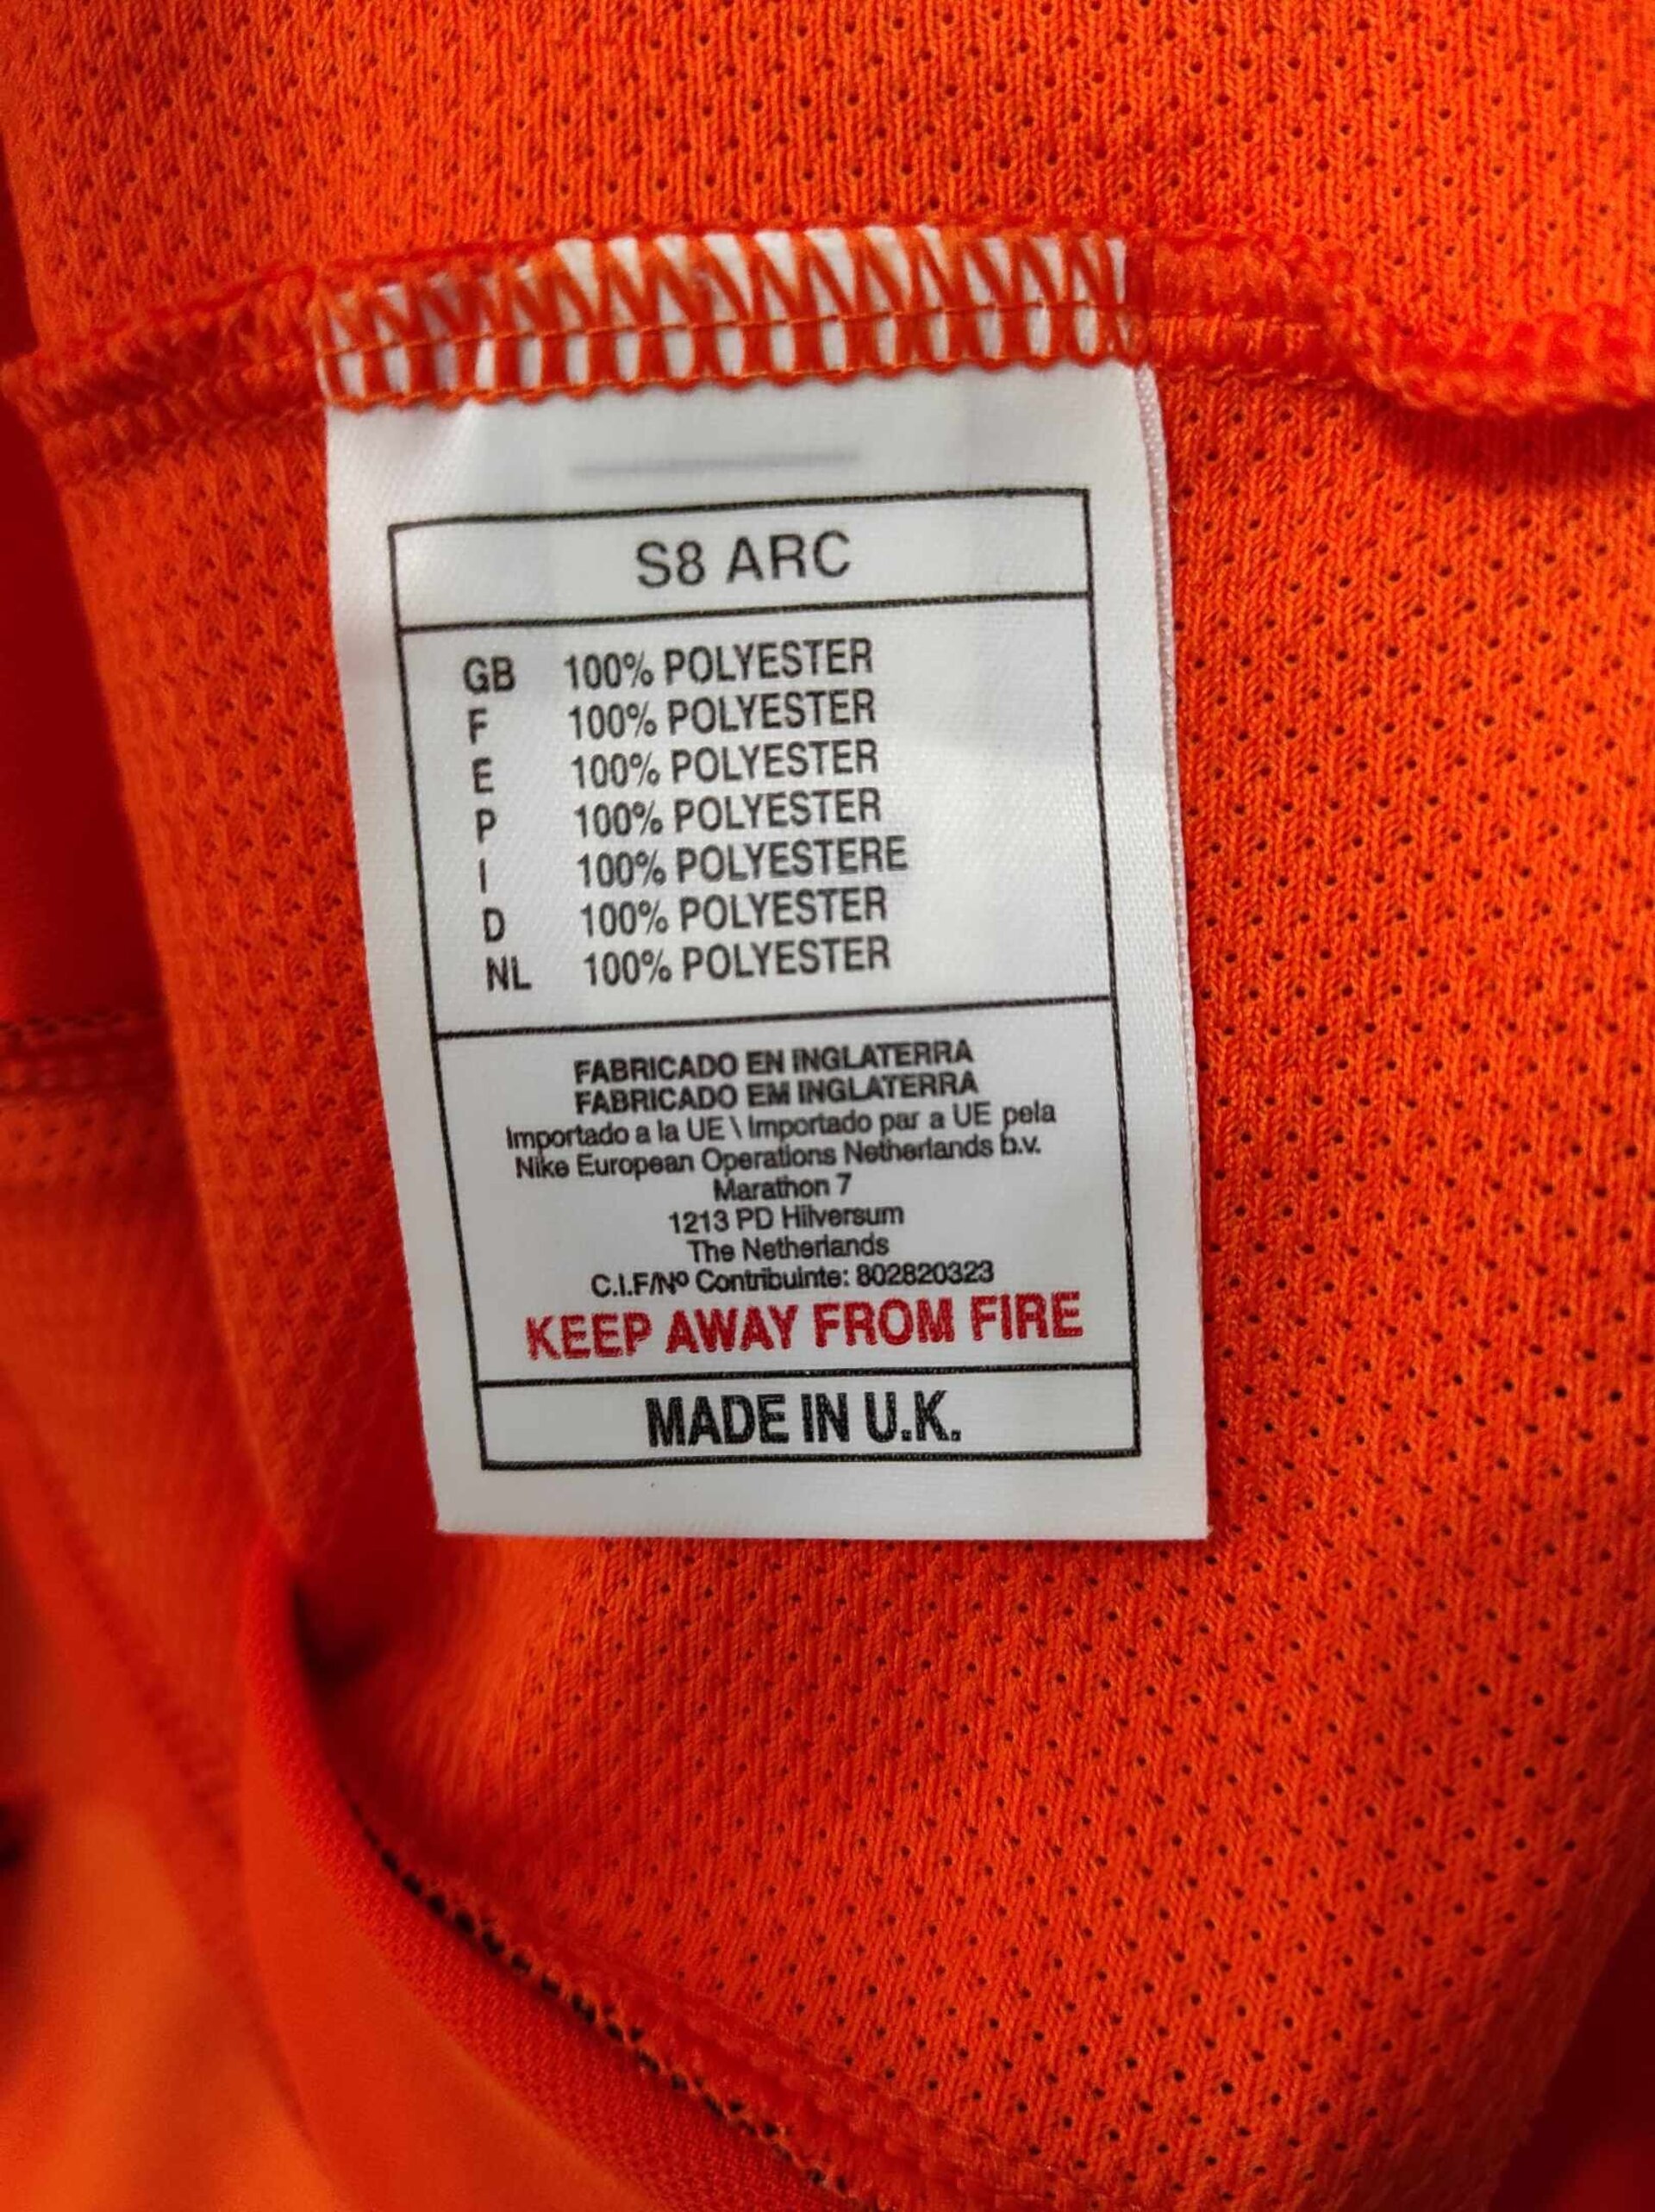 S8 ARC
GB 100% POLYESTER
F 100% POLYESTER
E 100% POLYESTER
P 100% POLYESTER
I 100% POLYESTERE
D 100% POLYESTER
NL 100% POLYESTER
FABRICADO EN INGLATERRA
FABRICADO EM INGLATERRA
Importado a la UE \ Importado par a UE pela
Nike European Operations Netherlands b.v.
Marathon 7
1213 PD Hilversum
The Netherlands
C.I.F/Nº Contribuinte: 802820323
KEEP AWAY FROM FIRE
MADE IN U.K.